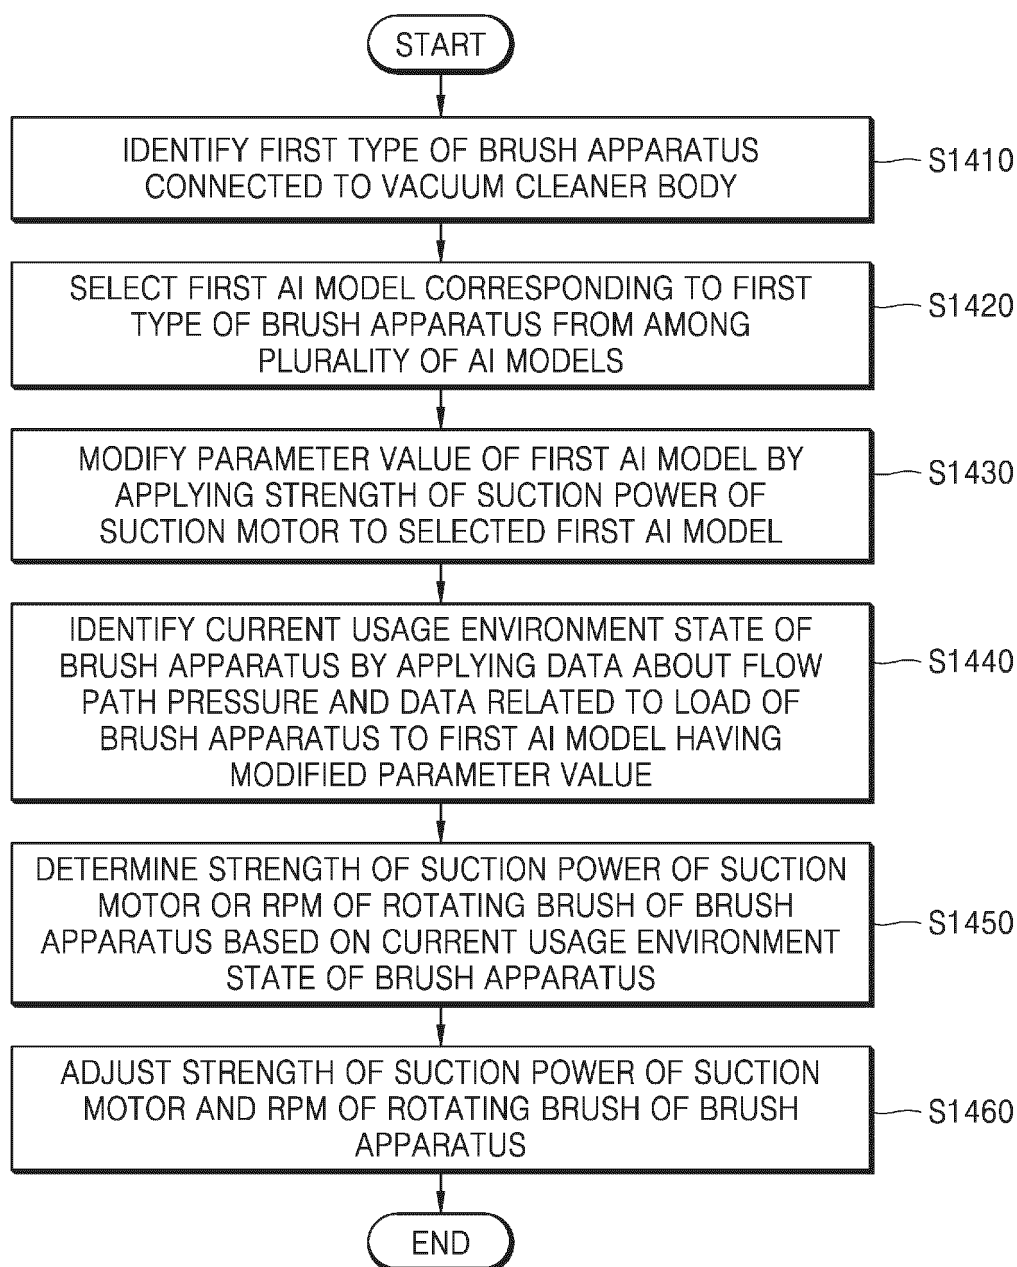 START
IDENTIFY FIRST TYPE OF BRUSH APPARATUS
CONNECTED TO VACUUM CLEANER BODY
S1410
SELECT FIRST AI MODEL CORRESPONDING TO FIRST
TYPE OF BRUSH APPARATUS FROM AMONG
PLURALITY OF AI MODELS
S1420
MODIFY PARAMETER VALUE OF FIRST AI MODEL BY
APPLYING STRENGTH OF SUCTION POWER OF
SUCTION MOTOR TO SELECTED FIRST AI MODEL
S1430
IDENTIFY CURRENT USAGE ENVIRONMENT STATE OF
BRUSH APPARATUS BY APPLYING DATA ABOUT FLOW
PATH PRESSURE AND DATA RELATED TO LOAD OF
BRUSH APPARATUS TO FIRST AI MODEL HAVING
MODIFIED PARAMETER VALUE
S1440
DETERMINE STRENGTH OF SUCTION POWER OF SUCTION
MOTOR OR RPM OF ROTATING BRUSH OF BRUSH
APPARATUS BASED ON CURRENT USAGE ENVIRONMENT
STATE OF BRUSH APPARATUS
S1450
ADJUST STRENGTH OF SUCTION POWER OF SUCTION
MOTOR AND RPM OF ROTATING BRUSH OF BRUSH
APPARATUS
S1460
END